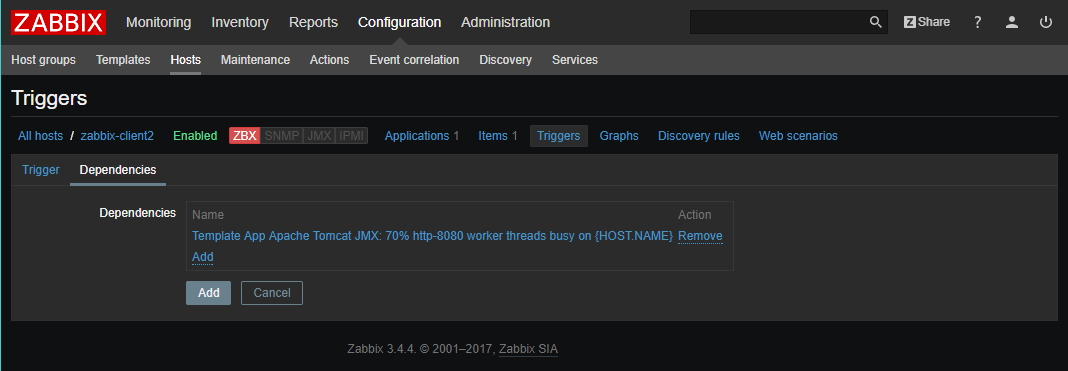 ZABBIX Monitoring Inventory Reports Configuration Administration Z Share ?
Host groups Templates Hosts Maintenance Actions Event correlation Discovery Services
Triggers
All hosts / zabbix-client2 Enabled ZBX SNMP JMX IPMI Applications 1 Items 1 Triggers Graphs Discovery rules Web scenarios
Trigger Dependencies
Dependencies Name Action
Template App Apache Tomcat JMX: 70% http-8080 worker threads busy on {HOST.NAME} Remove
Add
Add Cancel
Zabbix 3.4.4. © 2001–2017, Zabbix SIA